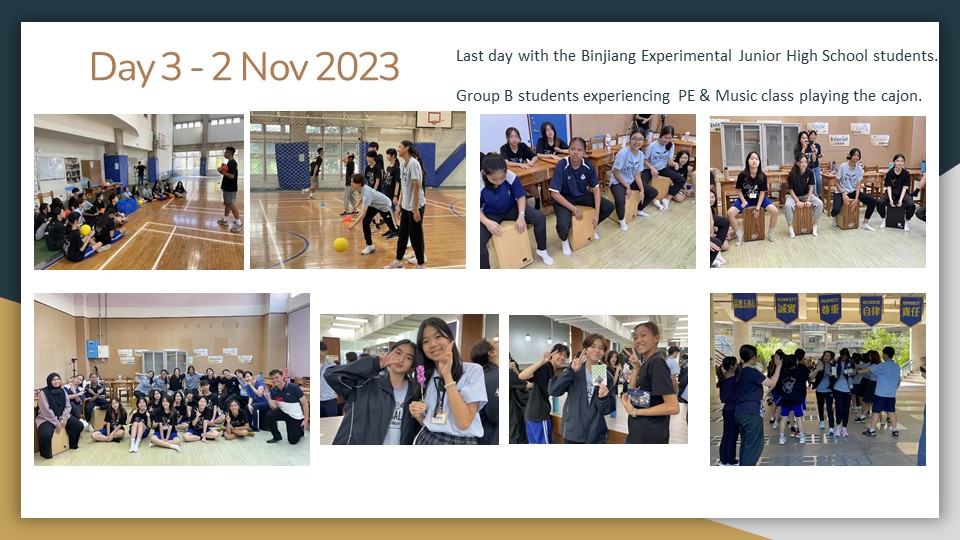 Day 3 - 2 Nov 2023
Last day with the Binjiang Experimental Junior High School students.
Group B students experiencing PE & Music class playing the cajon.
HONESTY
誠實
RESPECT
尊重
自律
責任